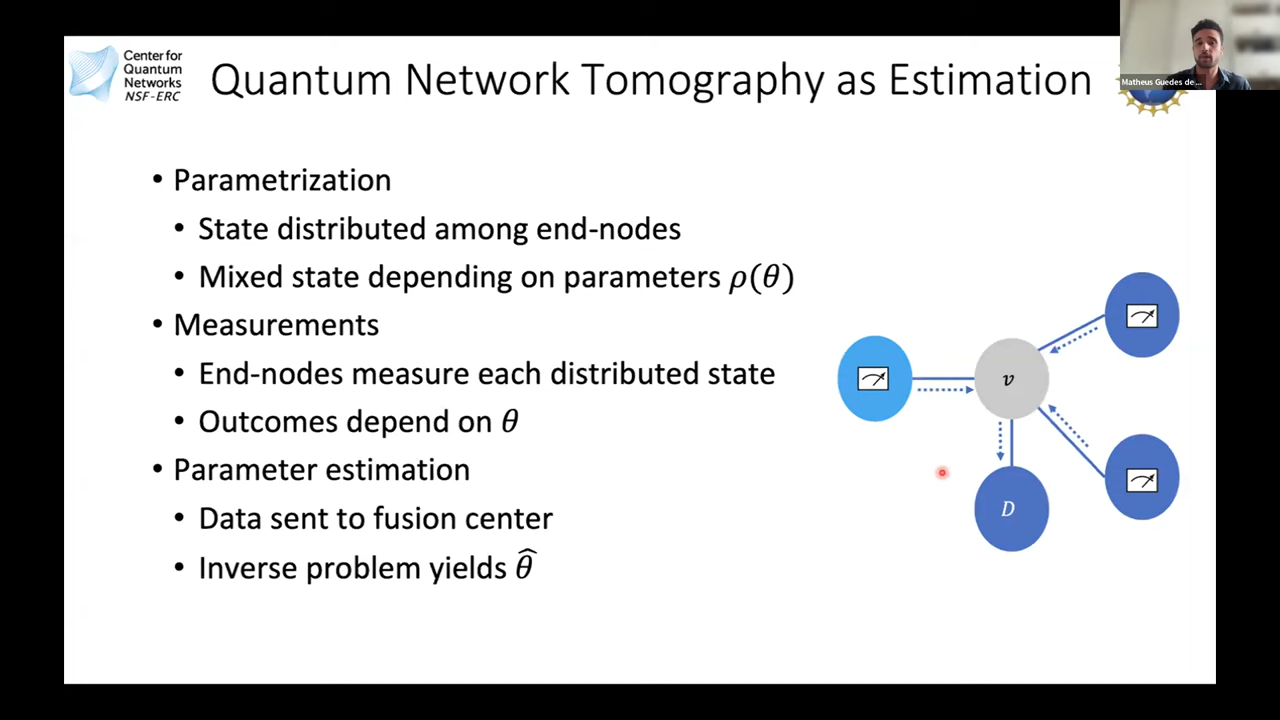 Center for
Quantum
Networks
NSF-ERC
Quantum Network Tomography as Estimation
Matheus Guedes de ...
• Parametrization
• State distributed among end-nodes
• Mixed state depending on parameters ρ(θ)
• Measurements
• End-nodes measure each distributed state
• Outcomes depend on θ
• Parameter estimation
• Data sent to fusion center
• Inverse problem yields θ̂
v
D